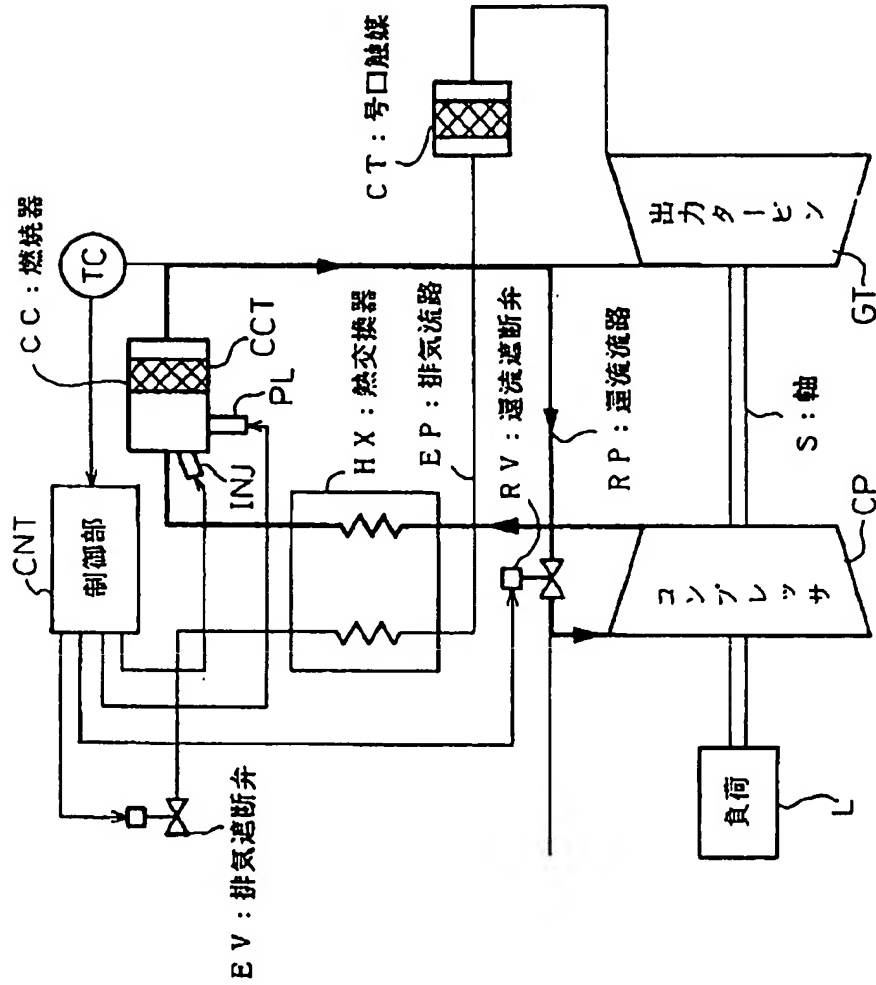 CC:燃焼器
TC
CNT
制御部
CCT
PL
INJ
CT:号口触媒
HX:熱交換器
EP:排気流路
RV:還流遮断弁
RP:還流流路
EV:排気遮断弁
出力タービン
GT
S:軸
コンプレッサ
CP
負荷
L